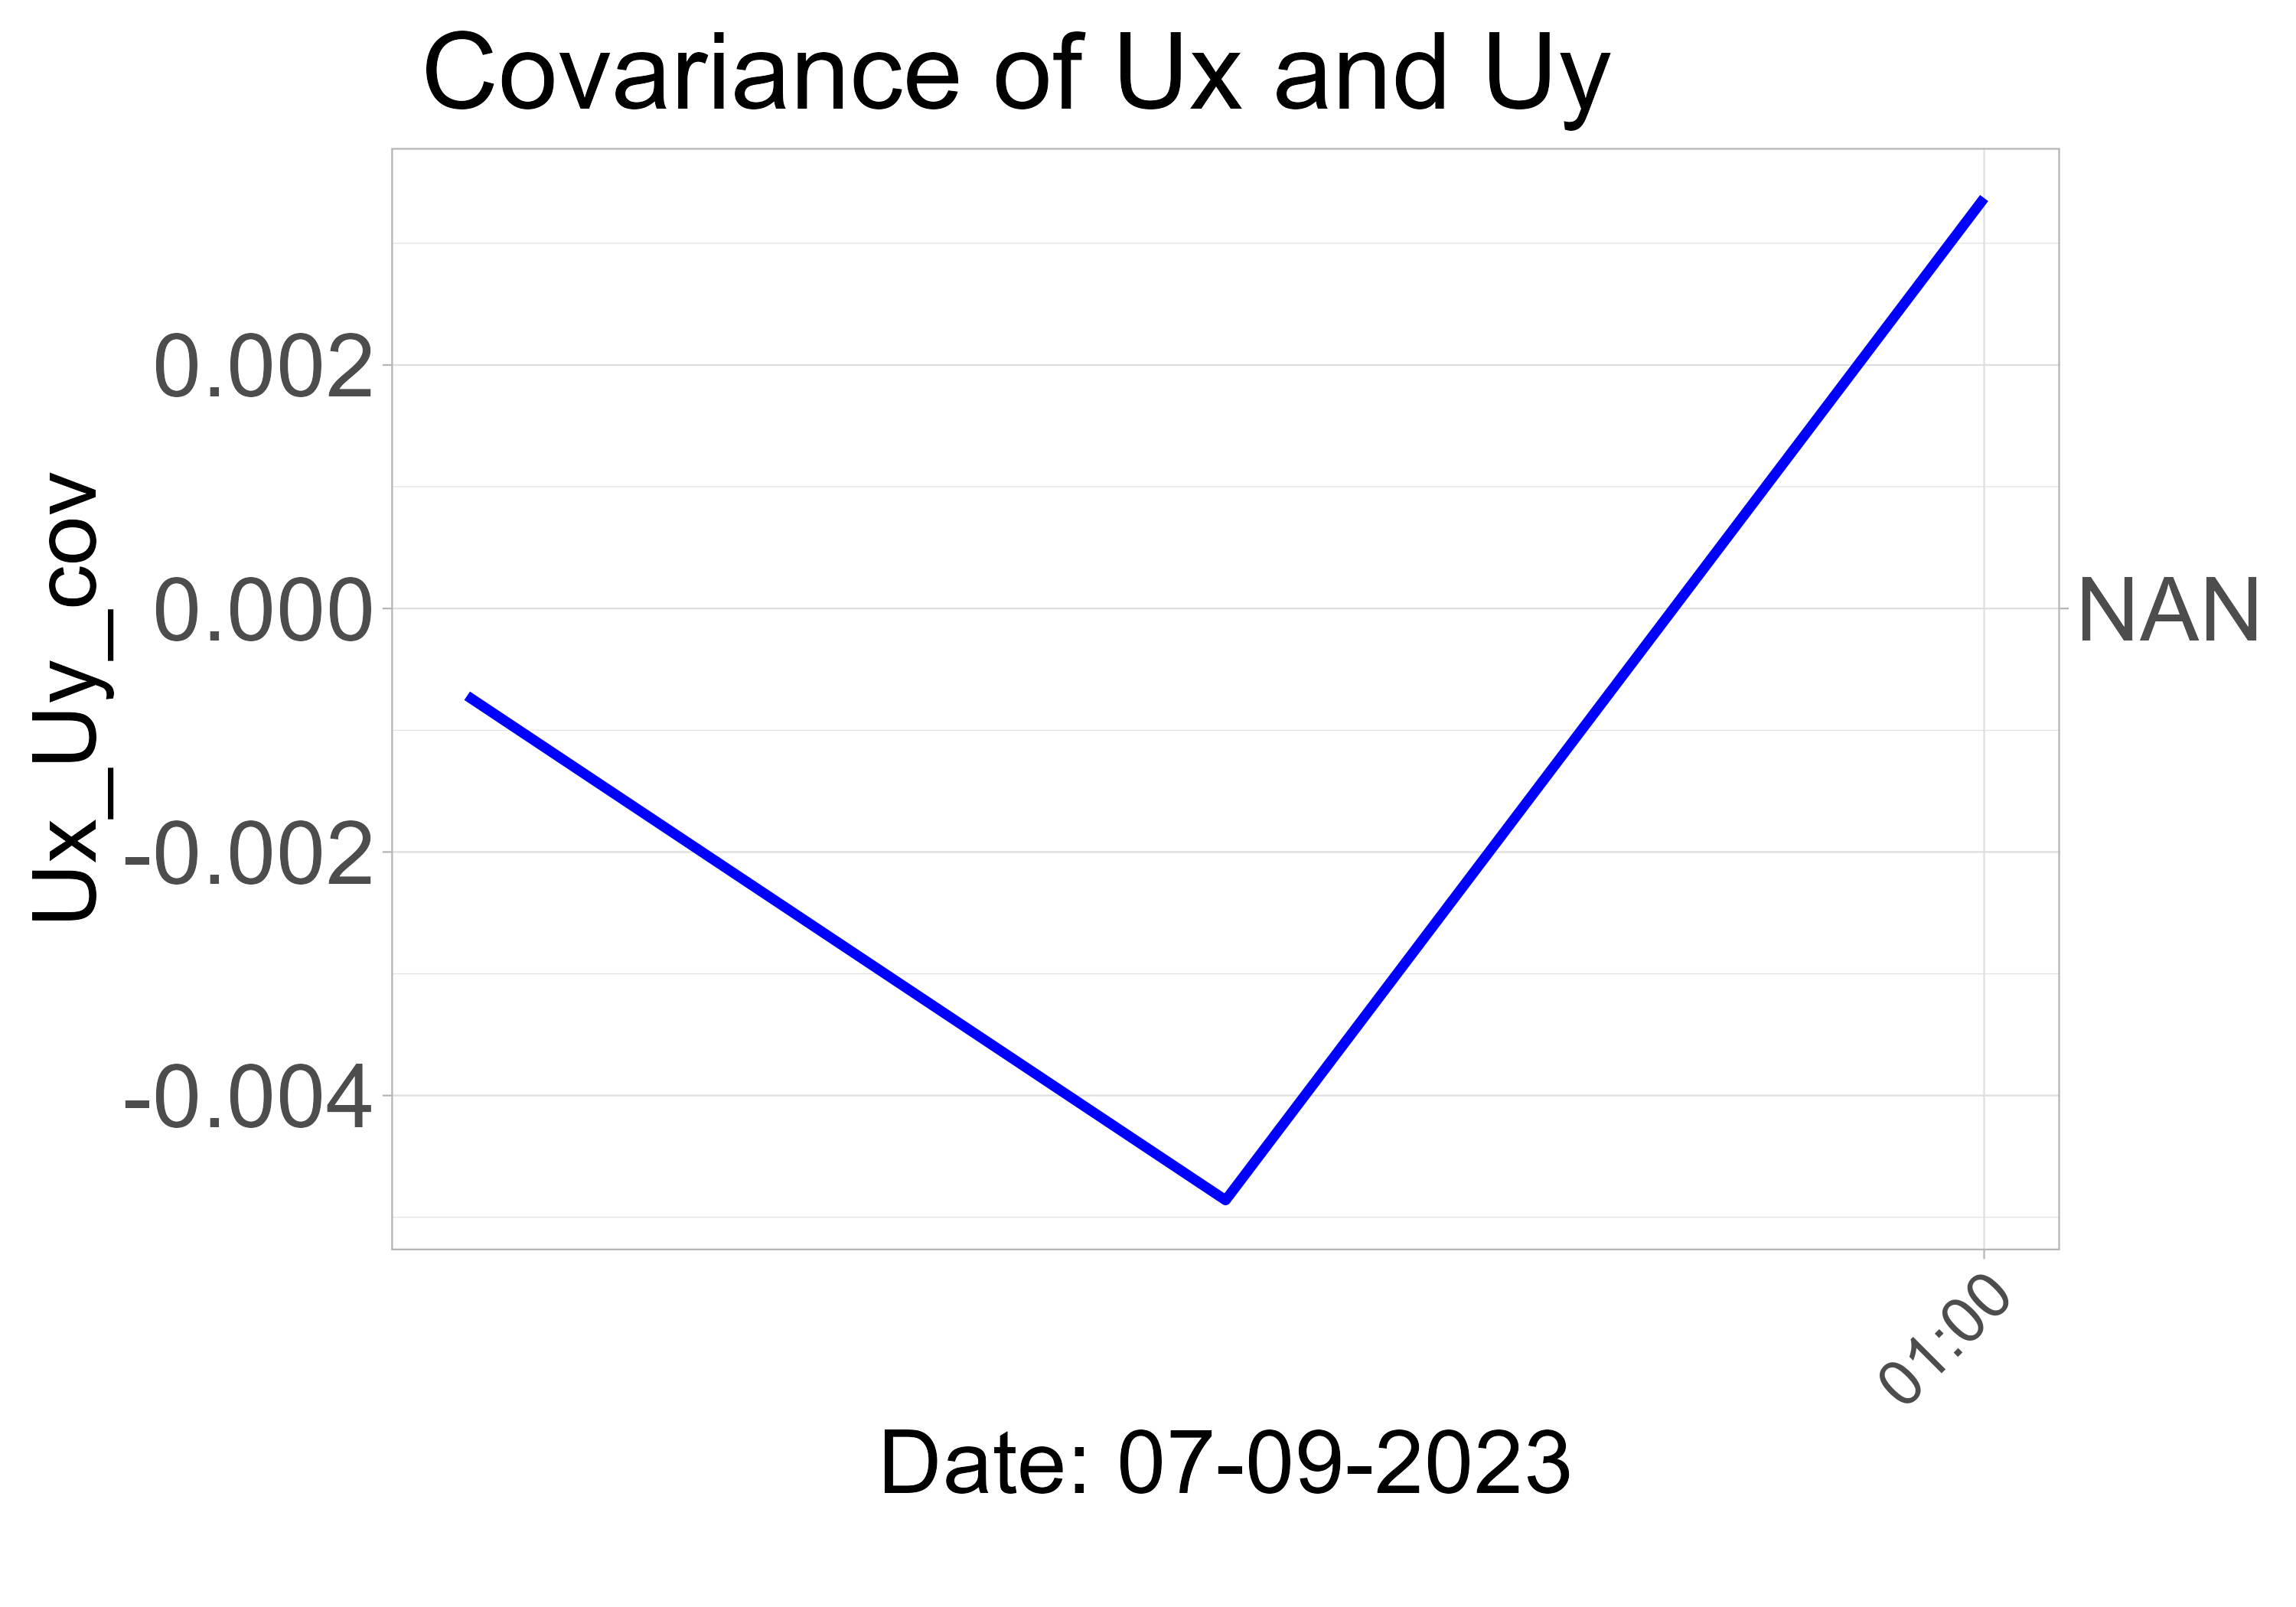 Covariance of Ux and Uy
Ux_Uy_cov
0.002
0.000
-0.002
-0.004
NAN
01:00
Date: 07-09-2023